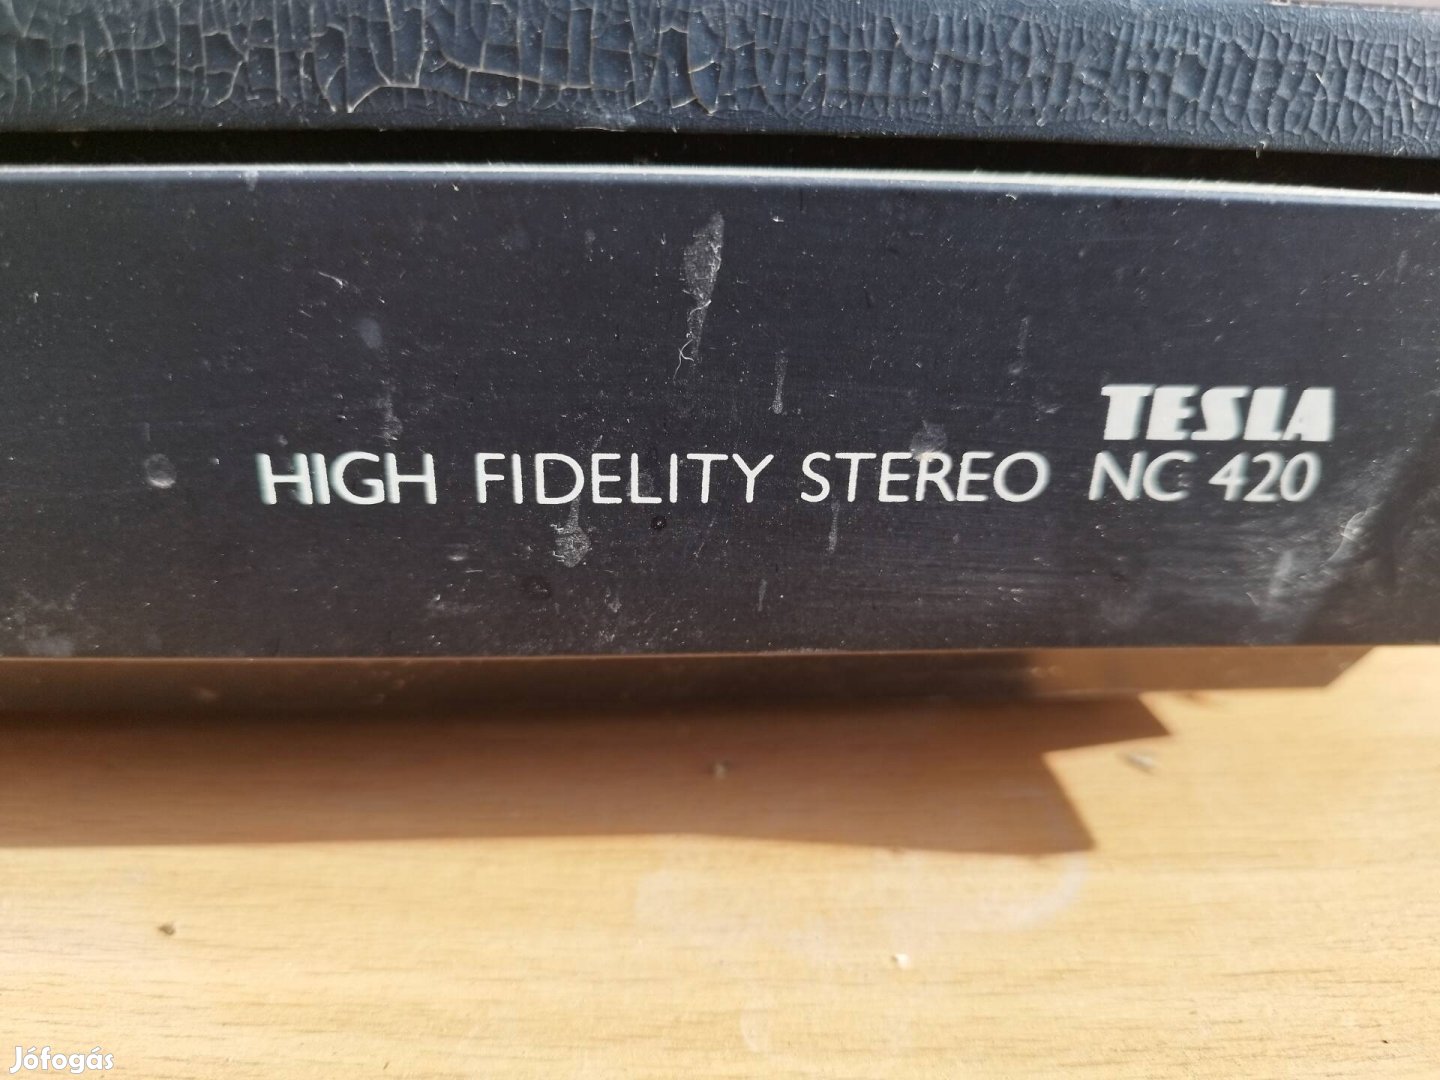 TESLA
HIGH FIDELITY STEREO NC 420
Jófogás